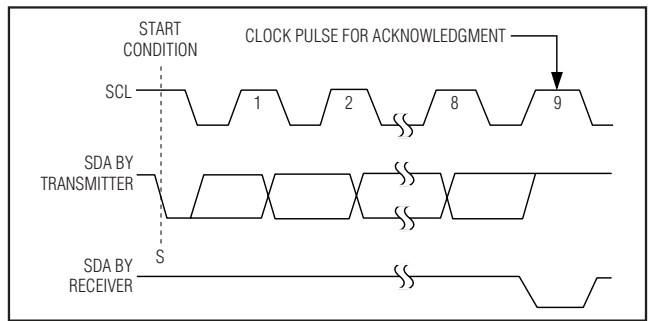 START
CONDITION
CLOCK PULSE FOR ACKNOWLEDGMENT
SCL
1
2
8
9
SDA BY
TRANSMITTER
S
SDA BY
RECEIVER